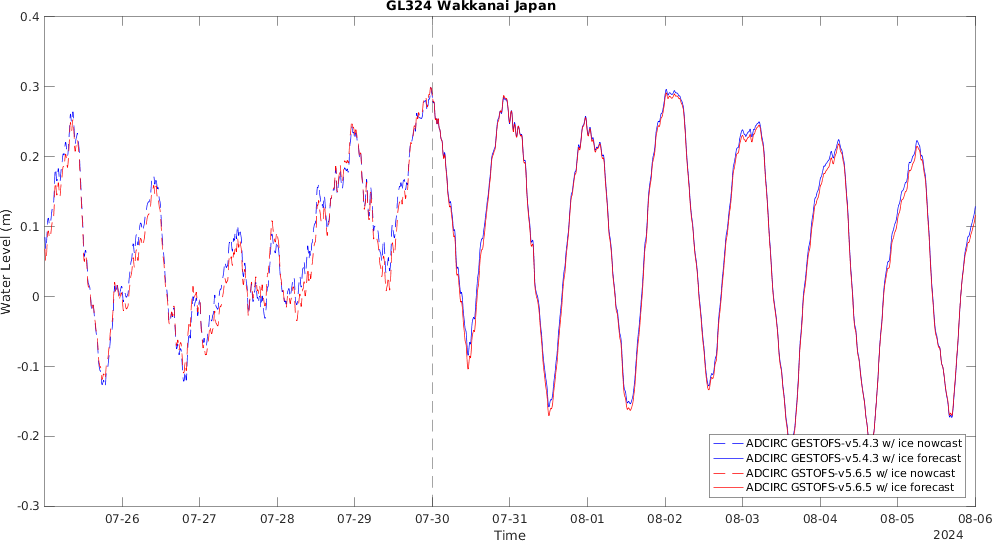 GL324 Wakkanai Japan
0.4
0.3
0.2
0.1
0
-0.1
-0.2
-0.3
Water Level (m)
07-26 07-27 07-28 07-29 07-30 07-31 08-01 08-02 08-03 08-04 08-05 08-06
Time
2024
ADCIRC GESTOFS-v5.4.3 w/ ice nowcast
ADCIRC GESTOFS-v5.4.3 w/ ice forecast
ADCIRC GSTOFS-v5.6.5 w/ ice nowcast
ADCIRC GSTOFS-v5.6.5 w/ ice forecast